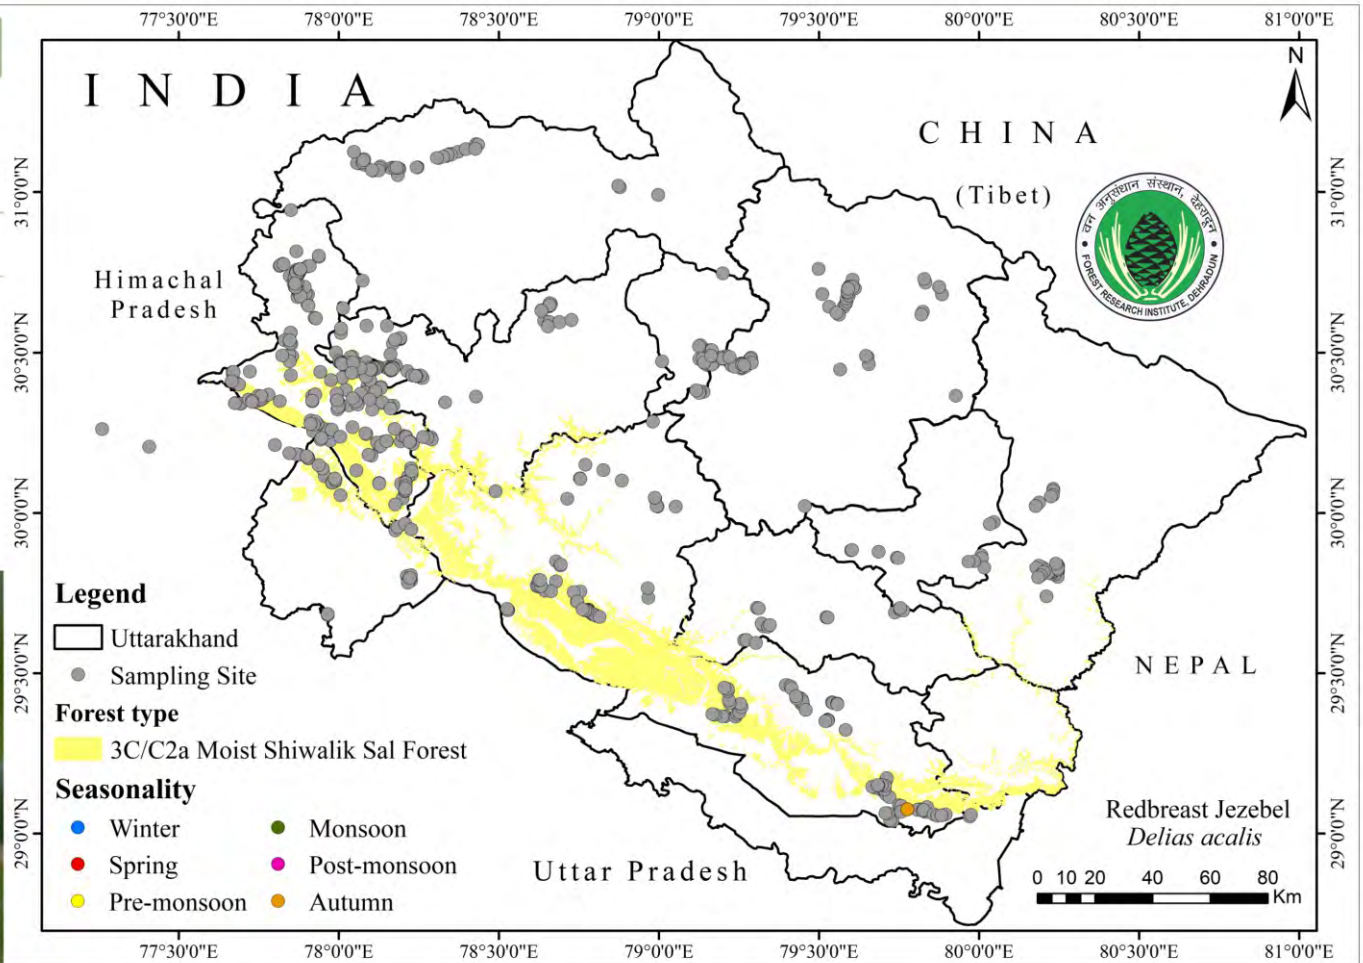 77°30'0"E 78°0'0"E 78°30'0"E 79°0'0"E 79°30'0"E 80°0'0"E 80°30'0"E 81°0'0"E
N
INDIA
CHINA
(Tibet)
वन अनुसंधान संस्थान, देहरादून
FOREST RESEARCH INSTITUTE, DEHRADUN
Himachal
Pradesh
31°0'0"N
31°0'0"N
30°30'0"N
30°30'0"N
30°0'0"N
30°0'0"N
29°30'0"N
29°30'0"N
29°0'0"N
29°0'0"N
NEPAL
Uttar Pradesh
Legend
Uttarakhand
Sampling Site
Forest type
3C/C2a Moist Shiwalik Sal Forest
Seasonality
Winter
Monsoon
Spring
Post-monsoon
Pre-monsoon
Autumn
Redbreast Jezebel
Delias acalis
0 10 20 40 60 80
Km
77°30'0"E 78°0'0"E 78°30'0"E 79°0'0"E 79°30'0"E 80°0'0"E 80°30'0"E 81°0'0"E